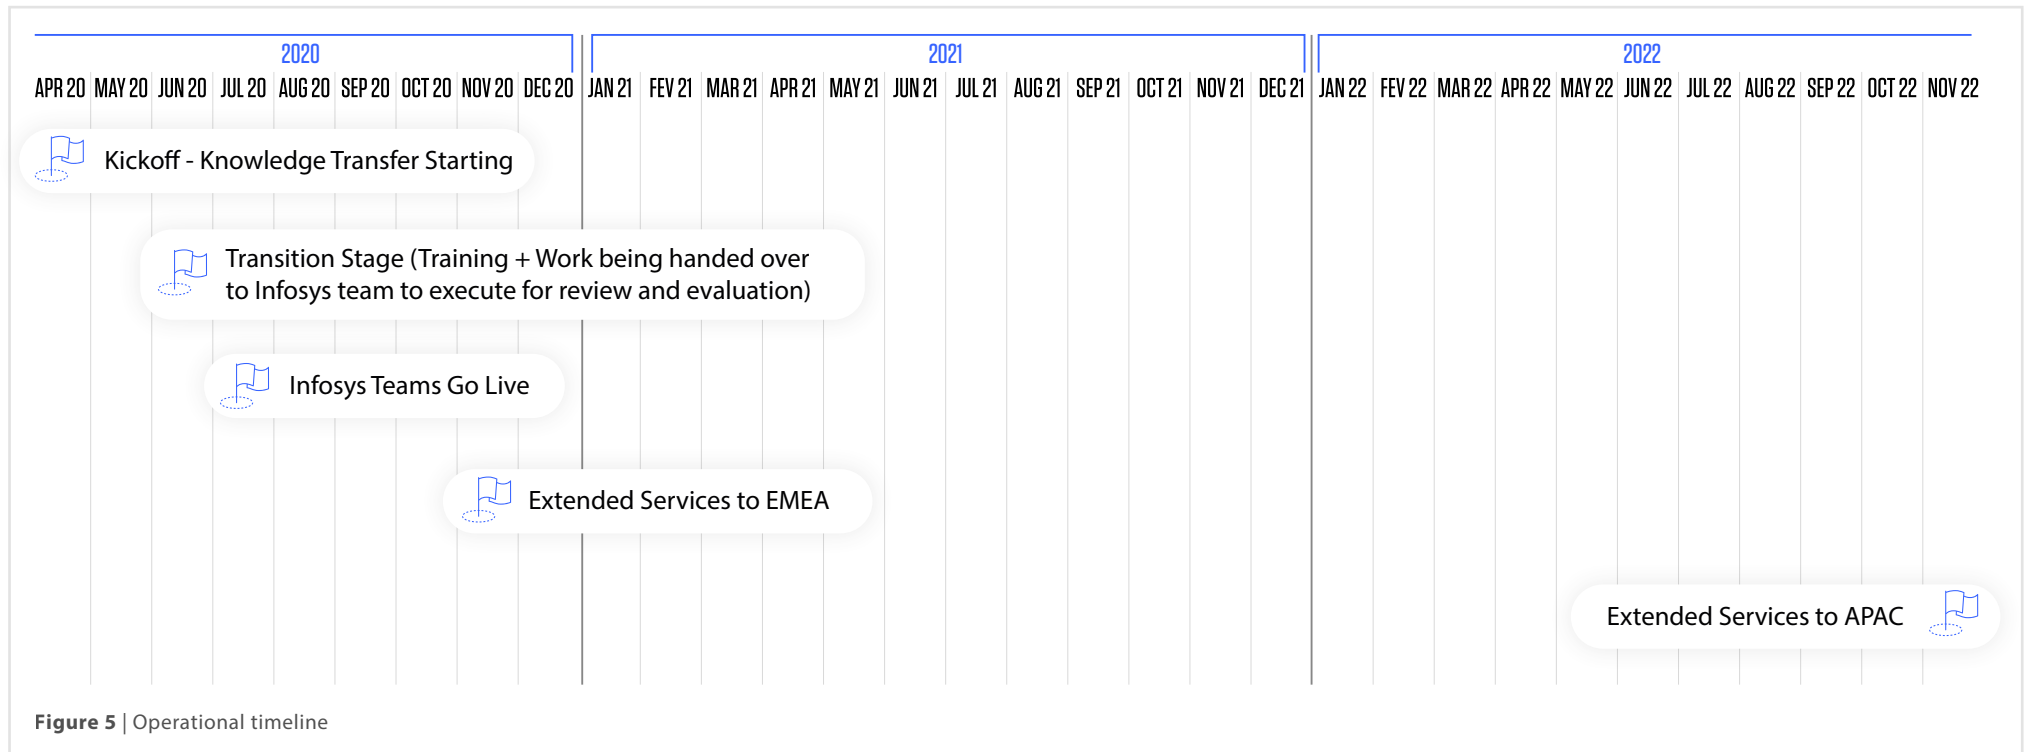 2020 2021 2022
APR 20 MAY 20 JUN 20 JUL 20 AUG 20 SEP 20 OCT 20 NOV 20 DEC 20 JAN 21 FEV 21 MAR 21 APR 21 MAY 21 JUN 21 JUL 21 AUG 21 SEP 21 OCT 21 NOV 21 DEC 21 JAN 22 FEV 22 MAR 22 APR 22 MAY 22 JUN 22 JUL 22 AUG 22 SEP 22 OCT 22 NOV 22
Kickoff - Knowledge Transfer Starting
Transition Stage (Training + Work being handed over
to Infosys team to execute for review and evaluation)
Infosys Teams Go Live
Extended Services to EMEA
Extended Services to APAC
Figure 5 | Operational timeline